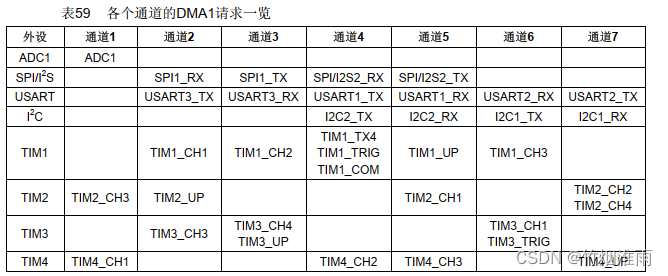 表59 各个通道的DMA1请求一览
外设 通道1 通道2 通道3 通道4 通道5 通道6 通道7
ADC1 ADC1
SPI/I²S SPI1_RX SPI1_TX SPI/I2S2_RX SPI/I2S2_TX
USART USART3_TX USART3_RX USART1_TX USART1_RX USART2_RX USART2_TX
I²C I2C2_TX I2C2_RX I2C1_TX I2C1_RX
TIM1 TIM1_CH1 TIM1_CH2 TIM1_TX4 TIM1_UP TIM1_CH3
TIM1_TRIG
TIM1_COM
TIM2 TIM2_CH3 TIM2_UP TIM2_CH1 TIM2_CH2
TIM2_CH4
TIM3 TIM3_CH3 TIM3_CH4 TIM3_CH1
TIM3_UP TIM3_TRIG
TIM4 TIM4_CH1 TIM4_CH2 TIM4_CH3 TIM4_UP
CSDN